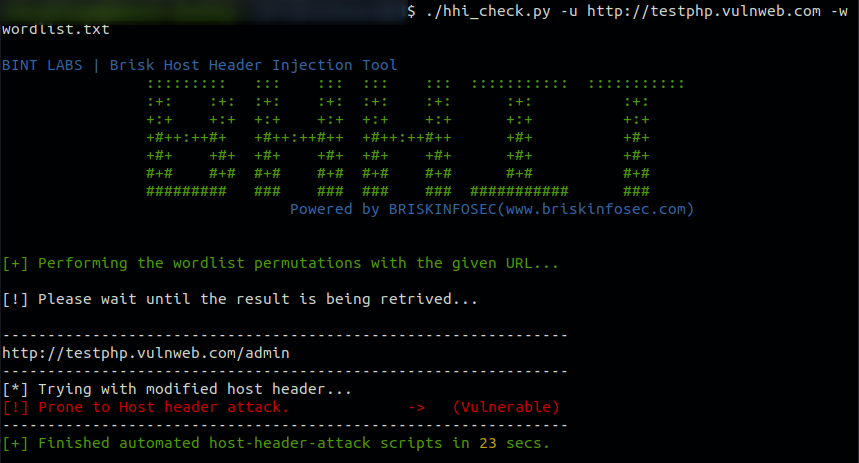 $ ./hhi_check.py -u http://testphp.vulnweb.com -w
wordlist.txt
BINT LABS | Brisk Host Header Injection Tool
:::::::::   :::    :::  :::    :::  :::::::::::  :::::::::::
:+:    :+:  :+:    :+:  :+:    :+:      :+:          :+:
+:+    +:+  +:+    +:+  +:+    +:+      +:+          +:+
+#++:++#+   +#++:++#++  +#++:++#++      +#+          +#+
+#+    +#+  +#+    +#+  +#+    +#+      +#+          +#+
#+#    #+#  #+#    #+#  #+#    #+#      #+#          #+#
#########   ###    ###  ###    ###  ###########      ###
Powered by BRISKINFOSEC(www.briskinfosec.com)
[+] Performing the wordlist permutations with the given URL...
[!] Please wait until the result is being retrived...
---------------------------------------------------------------
http://testphp.vulnweb.com/admin
---------------------------------------------------------------
[*] Trying with modified host header...
[!] Prone to Host header attack.             ->   (Vulnerable)
---------------------------------------------------------------
[+] Finished automated host-header-attack scripts in 23 secs.